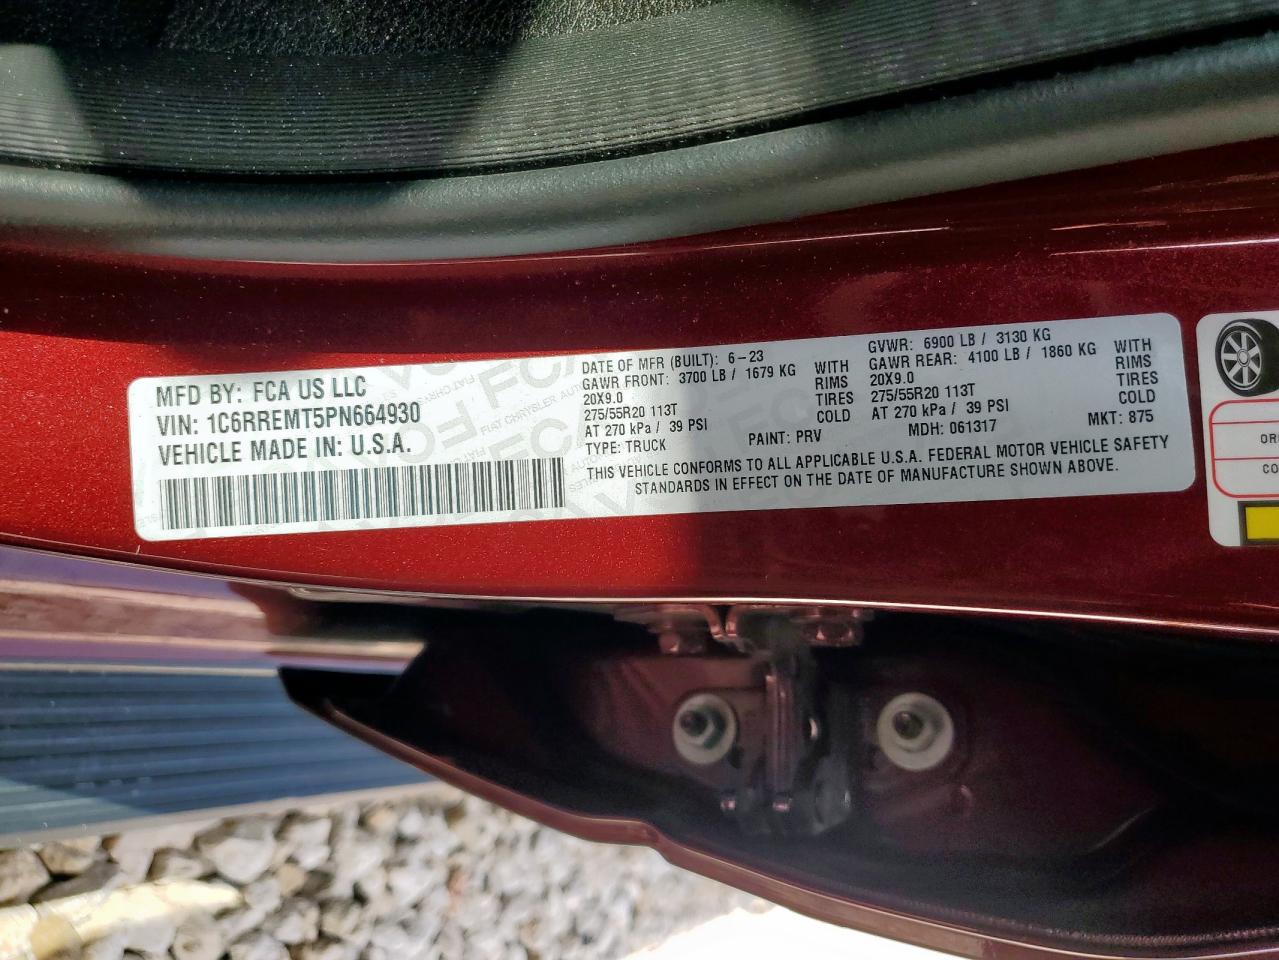 MFD BY: FCA US LLC
VIN: 1C6RREMT5PN664930
VEHICLE MADE IN: U.S.A.
DATE OF MFR (BUILT): 6-23
GAWR FRONT: 3700 LB / 1679 KG WITH
20X9.0 RIMS
275/55R20 113T TIRES
AT 270 kPa / 39 PSI COLD
TYPE: TRUCK PAINT: PRV
GVWR: 6900 LB / 3130 KG
GAWR REAR: 4100 LB / 1860 KG WITH
20X9.0 RIMS
275/55R20 113T TIRES
AT 270 kPa / 39 PSI COLD
MDH: 061317 MKT: 875
THIS VEHICLE CONFORMS TO ALL APPLICABLE U.S.A. FEDERAL MOTOR VEHICLE SAFETY
STANDARDS IN EFFECT ON THE DATE OF MANUFACTURE SHOWN ABOVE.